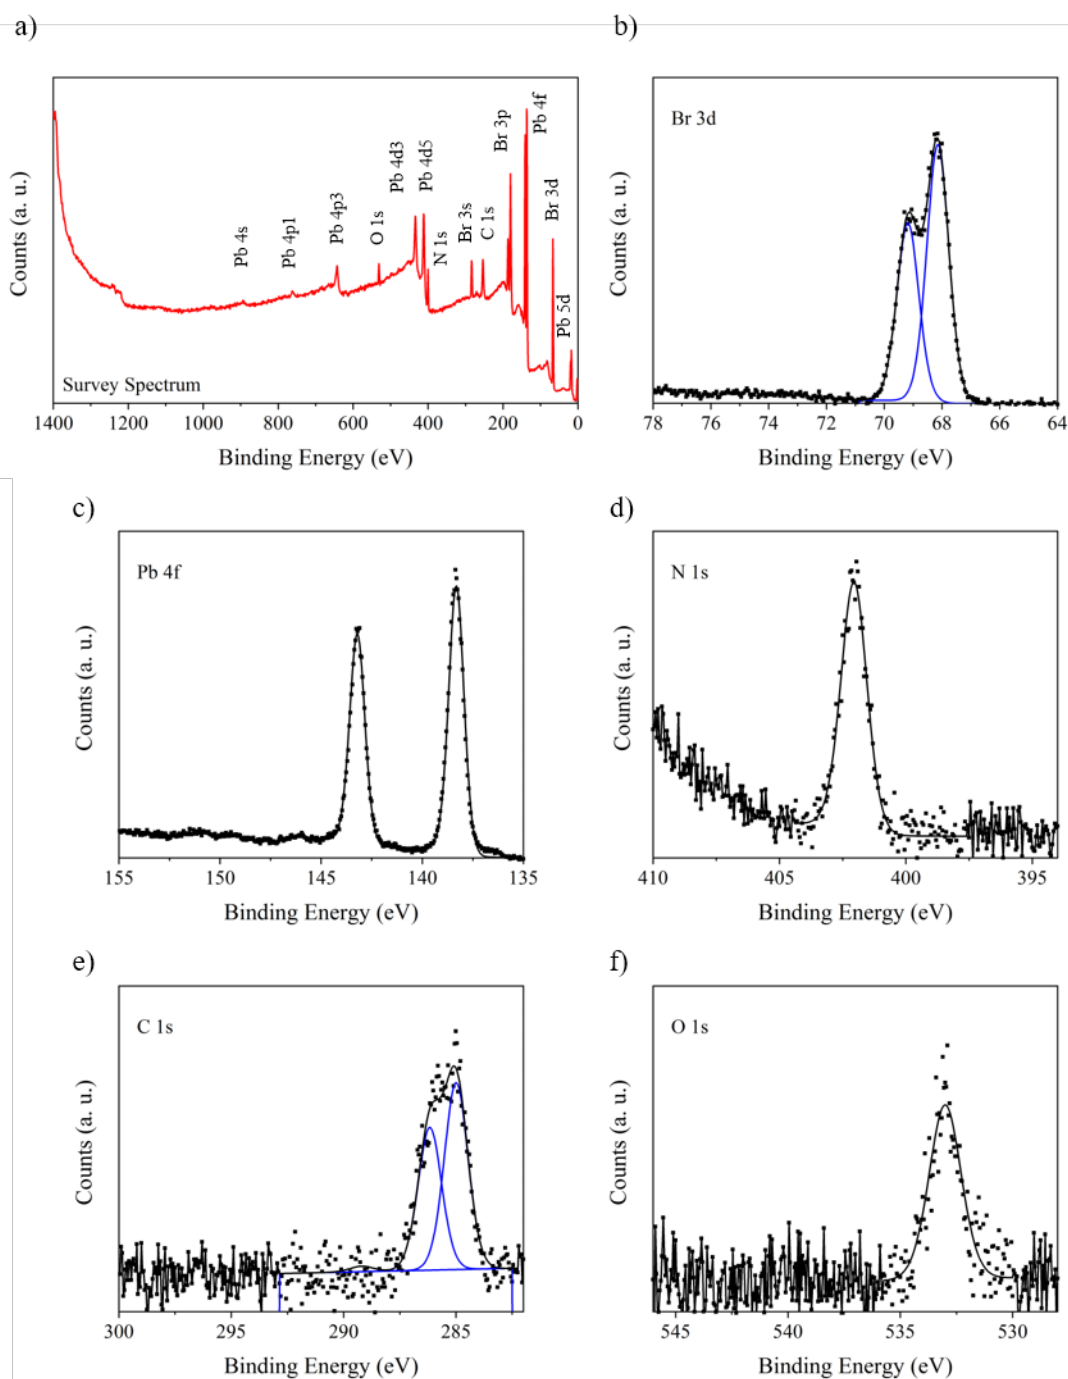 a)
Counts (a. u.)
Pb 4s
Pb 4p1
Pb 4p3
O 1s
Pb 4d3
Pb 4d5
N 1s
Br 3s
C 1s
Br 3p
Pb 4f
Br 3d
Pb 5d
Survey Spectrum
1400 1200 1000 800 600 400 200 0
Binding Energy (eV)
b)
Counts (a. u.)
Br 3d
78 76 74 72 70 68 66 64
Binding Energy (eV)
c)
Counts (a. u.)
Pb 4f
155 150 145 140 135
Binding Energy (eV)
d)
Counts (a. u.)
N 1s
410 405 400 395
Binding Energy (eV)
e)
Counts (a. u.)
C 1s
300 295 290 285
Binding Energy (eV)
f)
Counts (a. u.)
O 1s
545 540 535 530
Binding Energy (eV)